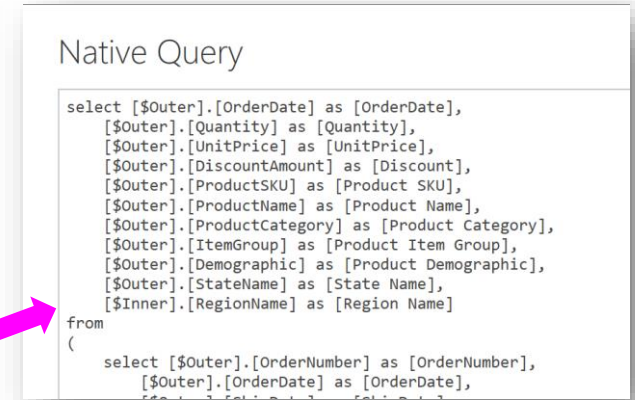 Native Query
select [$Outer].[OrderDate] as [OrderDate],
[$Outer].[Quantity] as [Quantity],
[$Outer].[UnitPrice] as [UnitPrice],
[$Outer].[DiscountAmount] as [Discount],
[$Outer].[ProductSKU] as [Product SKU],
[$Outer].[ProductName] as [Product Name],
[$Outer].[ProductCategory] as [Product Category],
[$Outer].[ItemGroup] as [Product Item Group],
[$Outer].[Demographic] as [Product Demographic],
[$Outer].[StateName] as [State Name],
[$Inner].[RegionName] as [Region Name]
from
(
select [$Outer].[OrderNumber] as [OrderNumber],
[$Outer].[OrderDate] as [OrderDate],